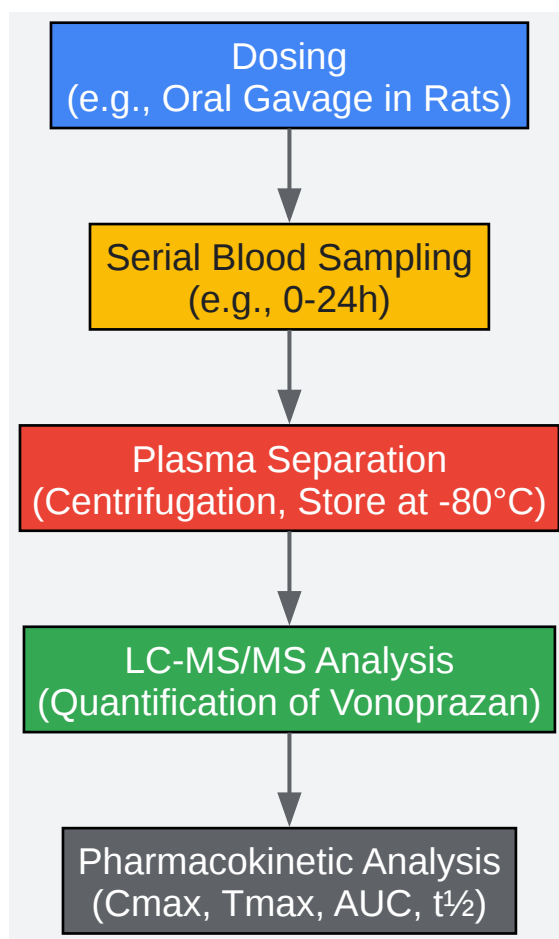 Dosing
(e.g., Oral Gavage in Rats)
Serial Blood Sampling
(e.g., 0-24h)
Plasma Separation
(Centrifugation, Store at -80°C)
LC-MS/MS Analysis
(Quantification of Vonoprazan)
Pharmacokinetic Analysis
(Cmax, Tmax, AUC, t½)